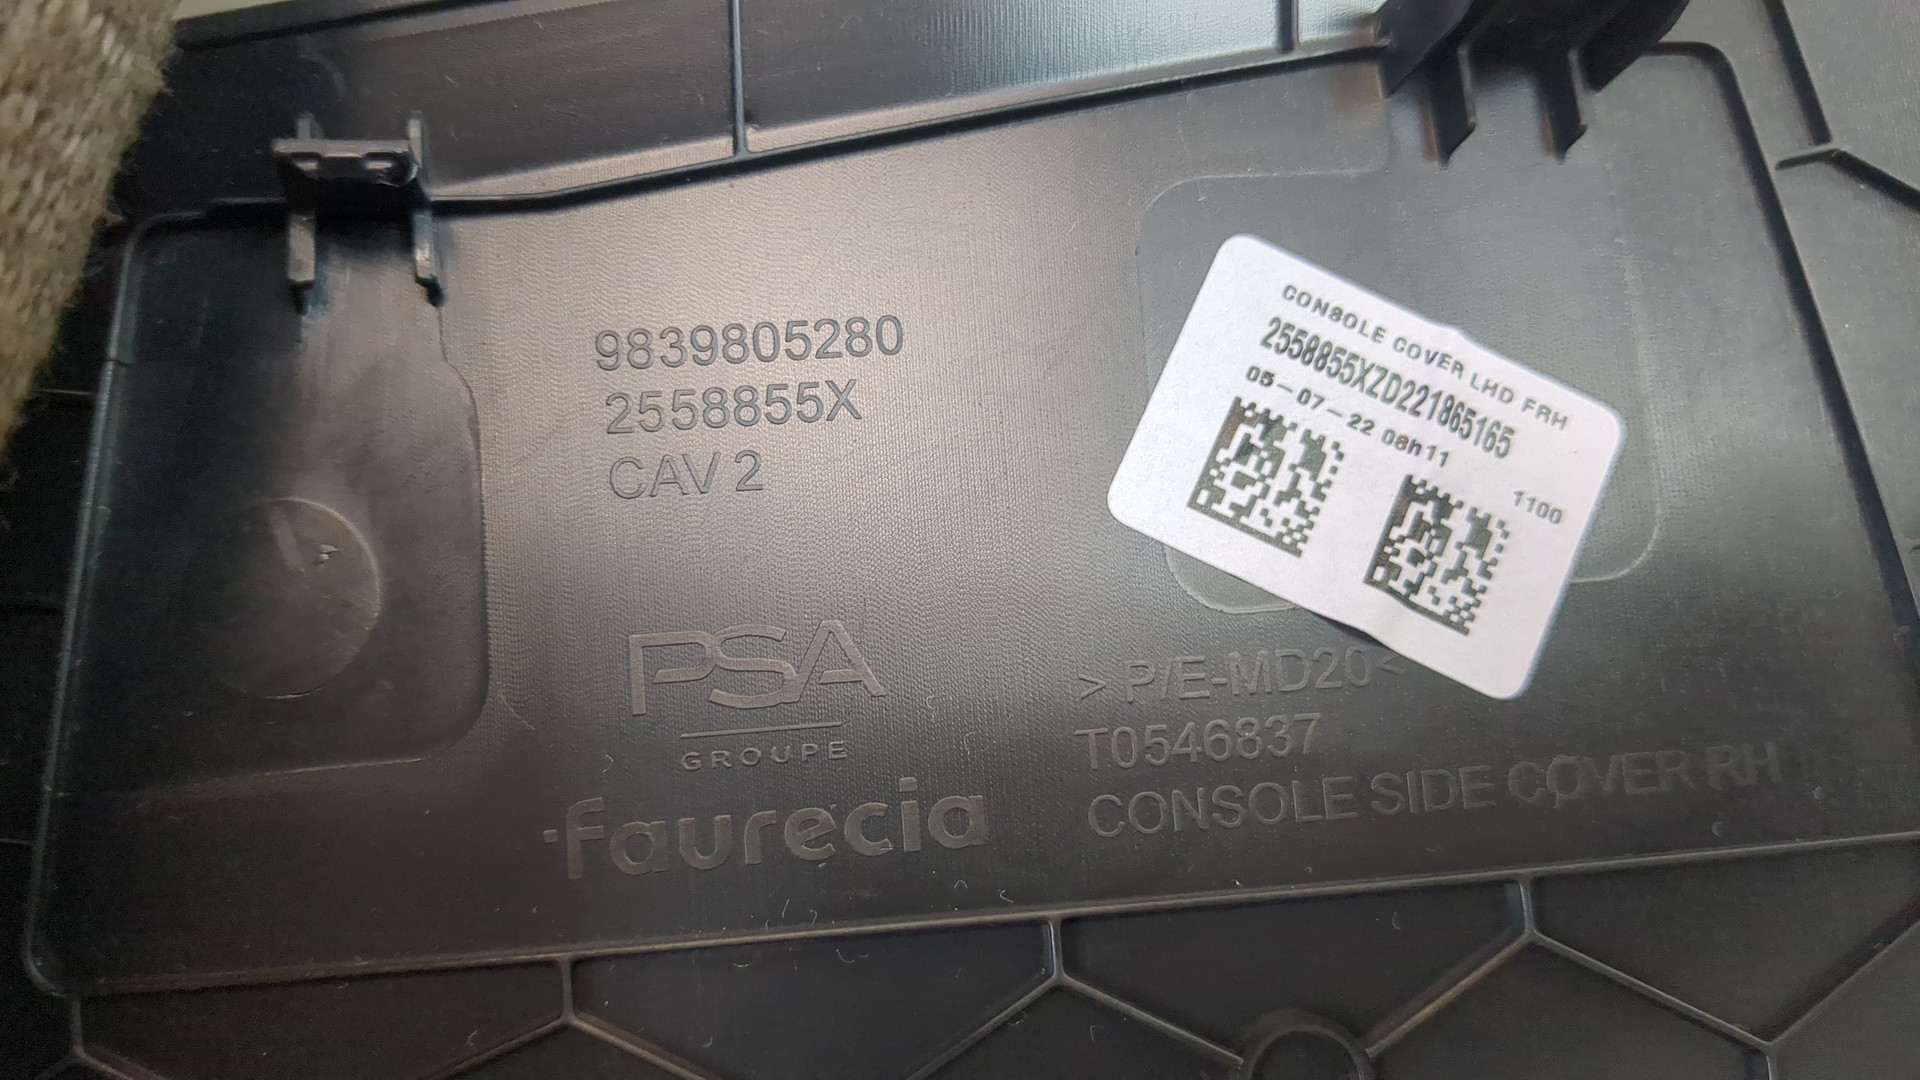 9839805280
2558855X
CAV 2
PSA
GROUPE
faurecia
CONSOLE COVER LHD FRH
2558855XZD221865165
05-07-22 08h11
1100
> P/E-MD20<
T0546837
CONSOLE SIDE COVER RH